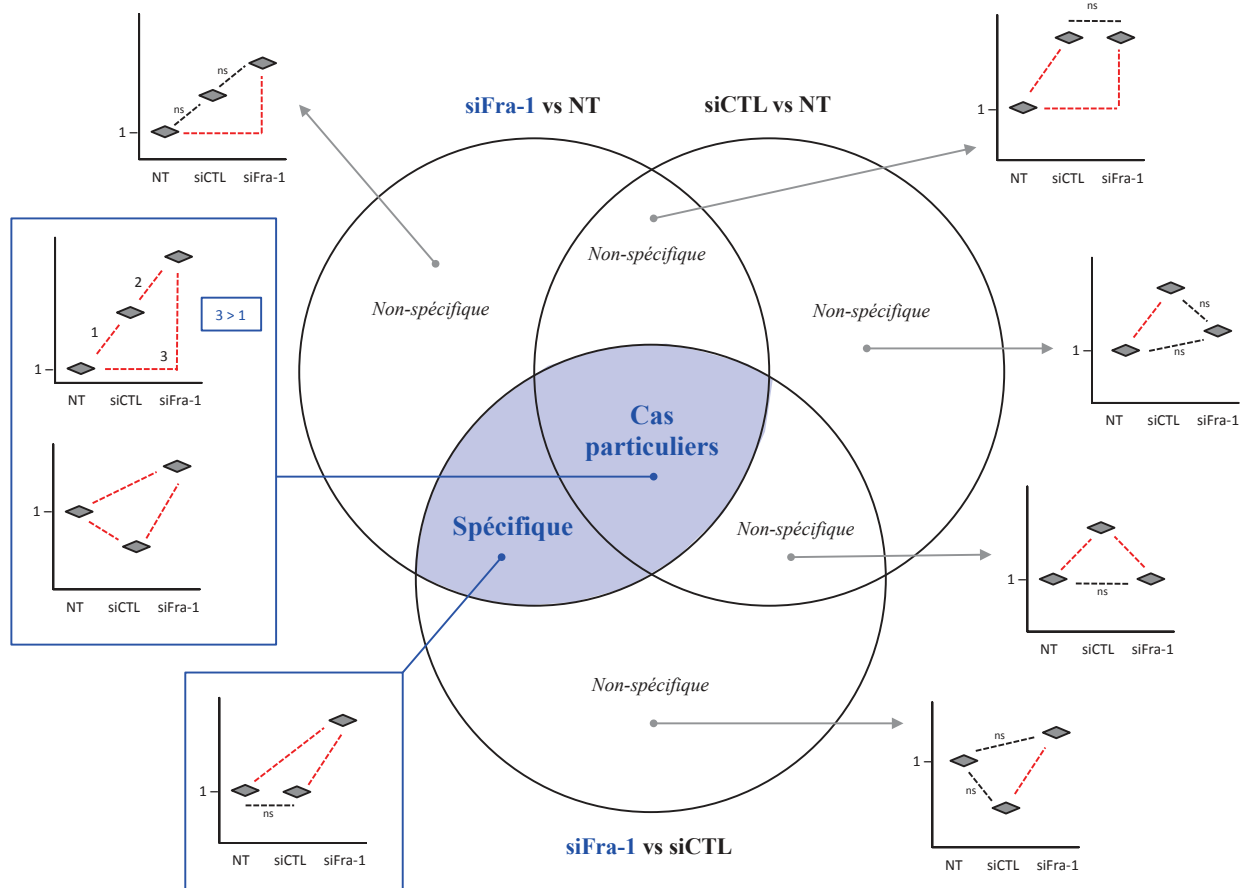 ns
ns
1
NT siCTL siFra-1
siFra-1 vs NT
siCTL vs NT
ns
1
NT siCTL siFra-1
Non-spécifique
Non-spécifique
Non-spécifique
2
1
3
3 > 1
1
NT siCTL siFra-1
ns
ns
1
NT siCTL siFra-1
Cas
particuliers
1
NT siCTL siFra-1
Spécifique
Non-spécifique
1
ns
NT siCTL siFra-1
Non-spécifique
1
ns
NT siCTL siFra-1
ns
ns
1
NT siCTL siFra-1
siFra-1 vs siCTL